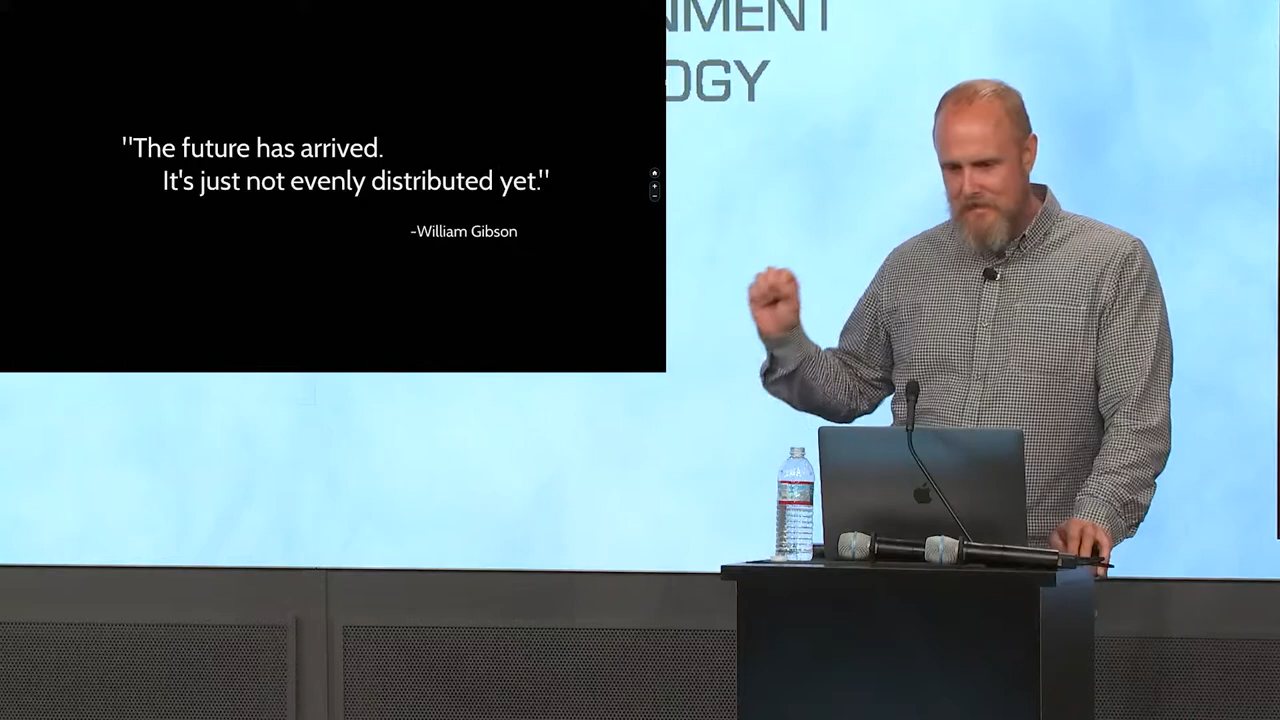 "The future has arrived.
It's just not evenly distributed yet."
-William Gibson
NMENT
OGY